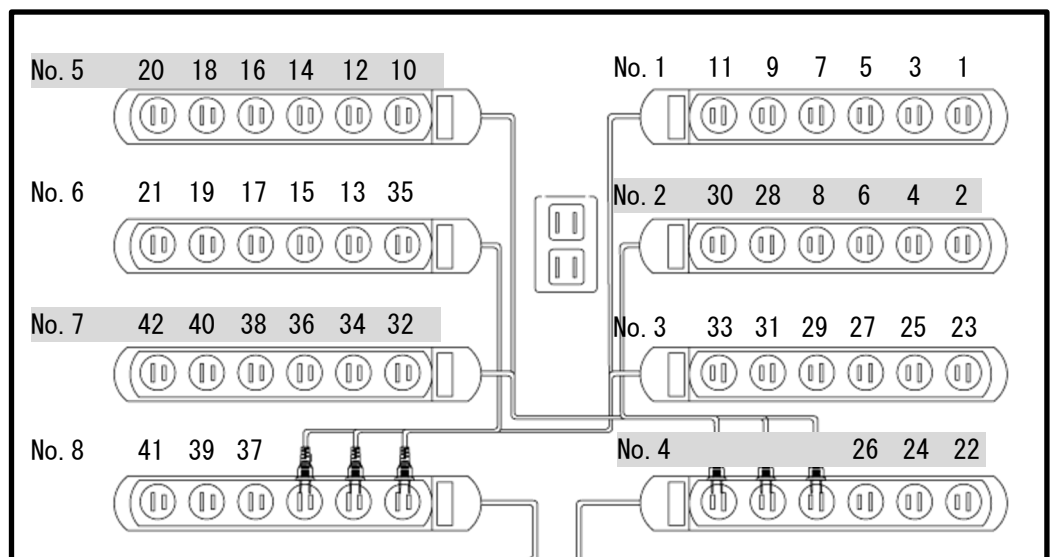 No. 5 20 18 16 14 12 10
No. 1 11 9 7 5 3 1
No. 6 21 19 17 15 13 35
No. 2 30 28 8 6 4 2
No. 7 42 40 38 36 34 32
No. 3 33 31 29 27 25 23
No. 8 41 39 37
No. 4 26 24 22